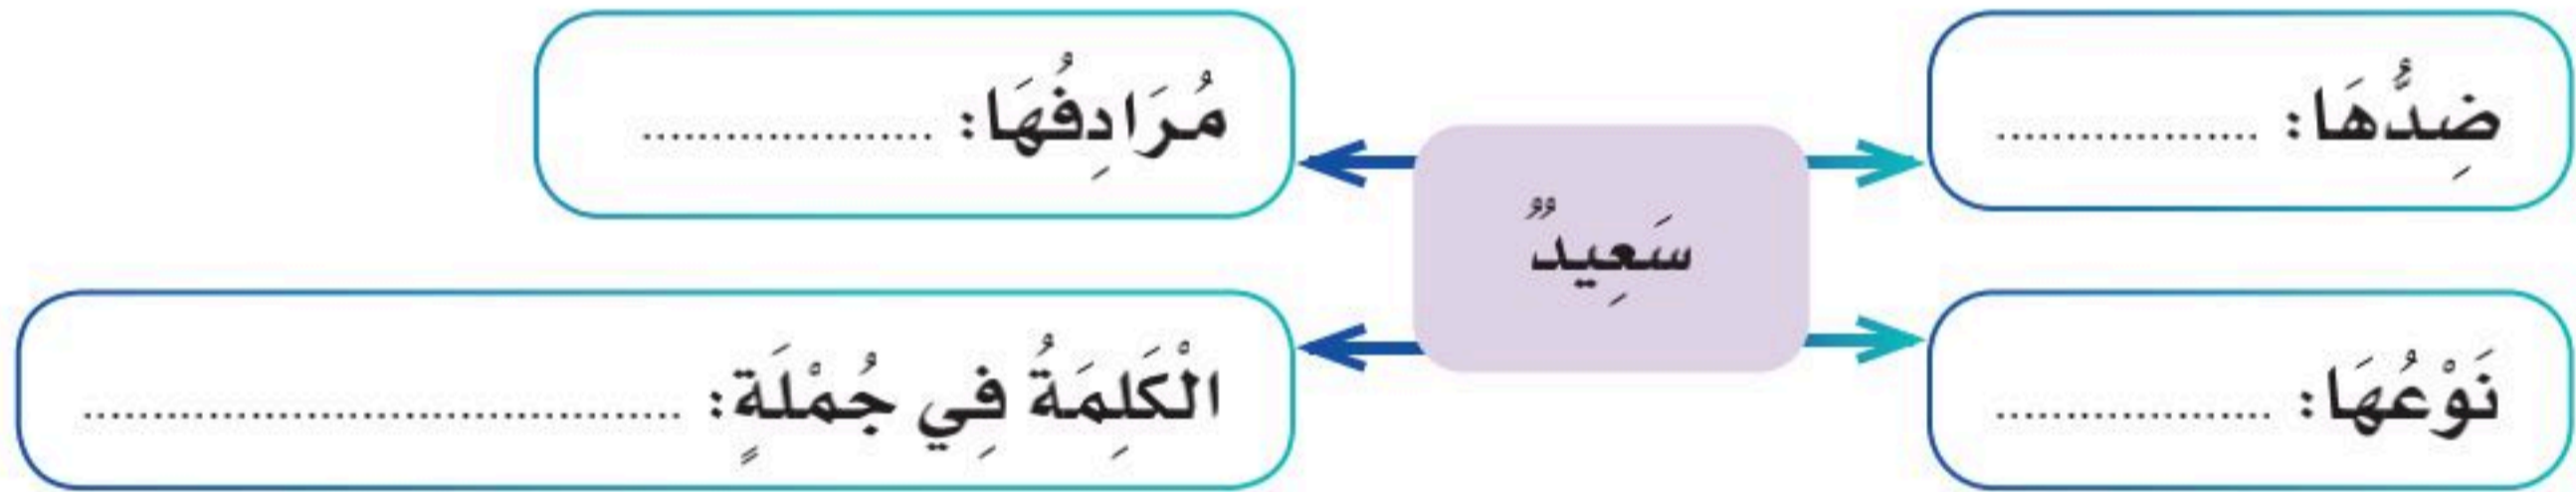 ضِدُّهَا: ..................
مُرَادِفُهَا: ....................
سَعِيدٌ
نَوْعُهَا: ...................
الْكَلِمَةُ فِي جُمْلَةٍ: .........................................